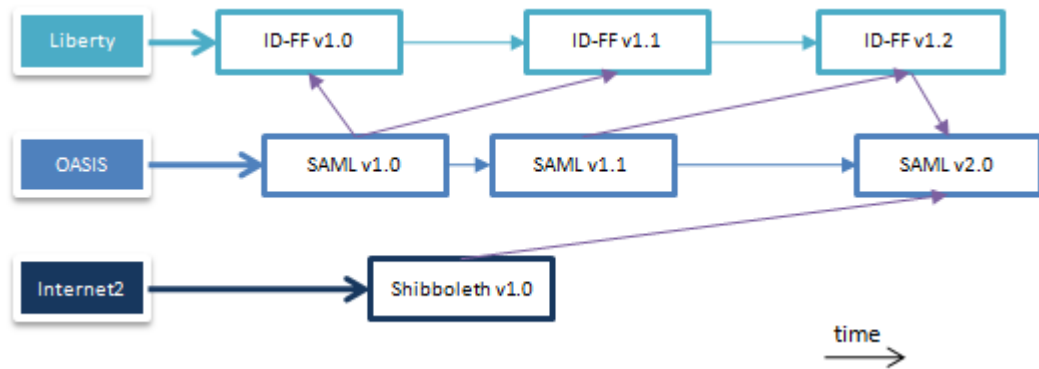 Liberty
ID-FF v1.0
ID-FF v1.1
ID-FF v1.2
OASIS
SAML v1.0
SAML v1.1
SAML v2.0
Internet2
Shibboleth v1.0
time